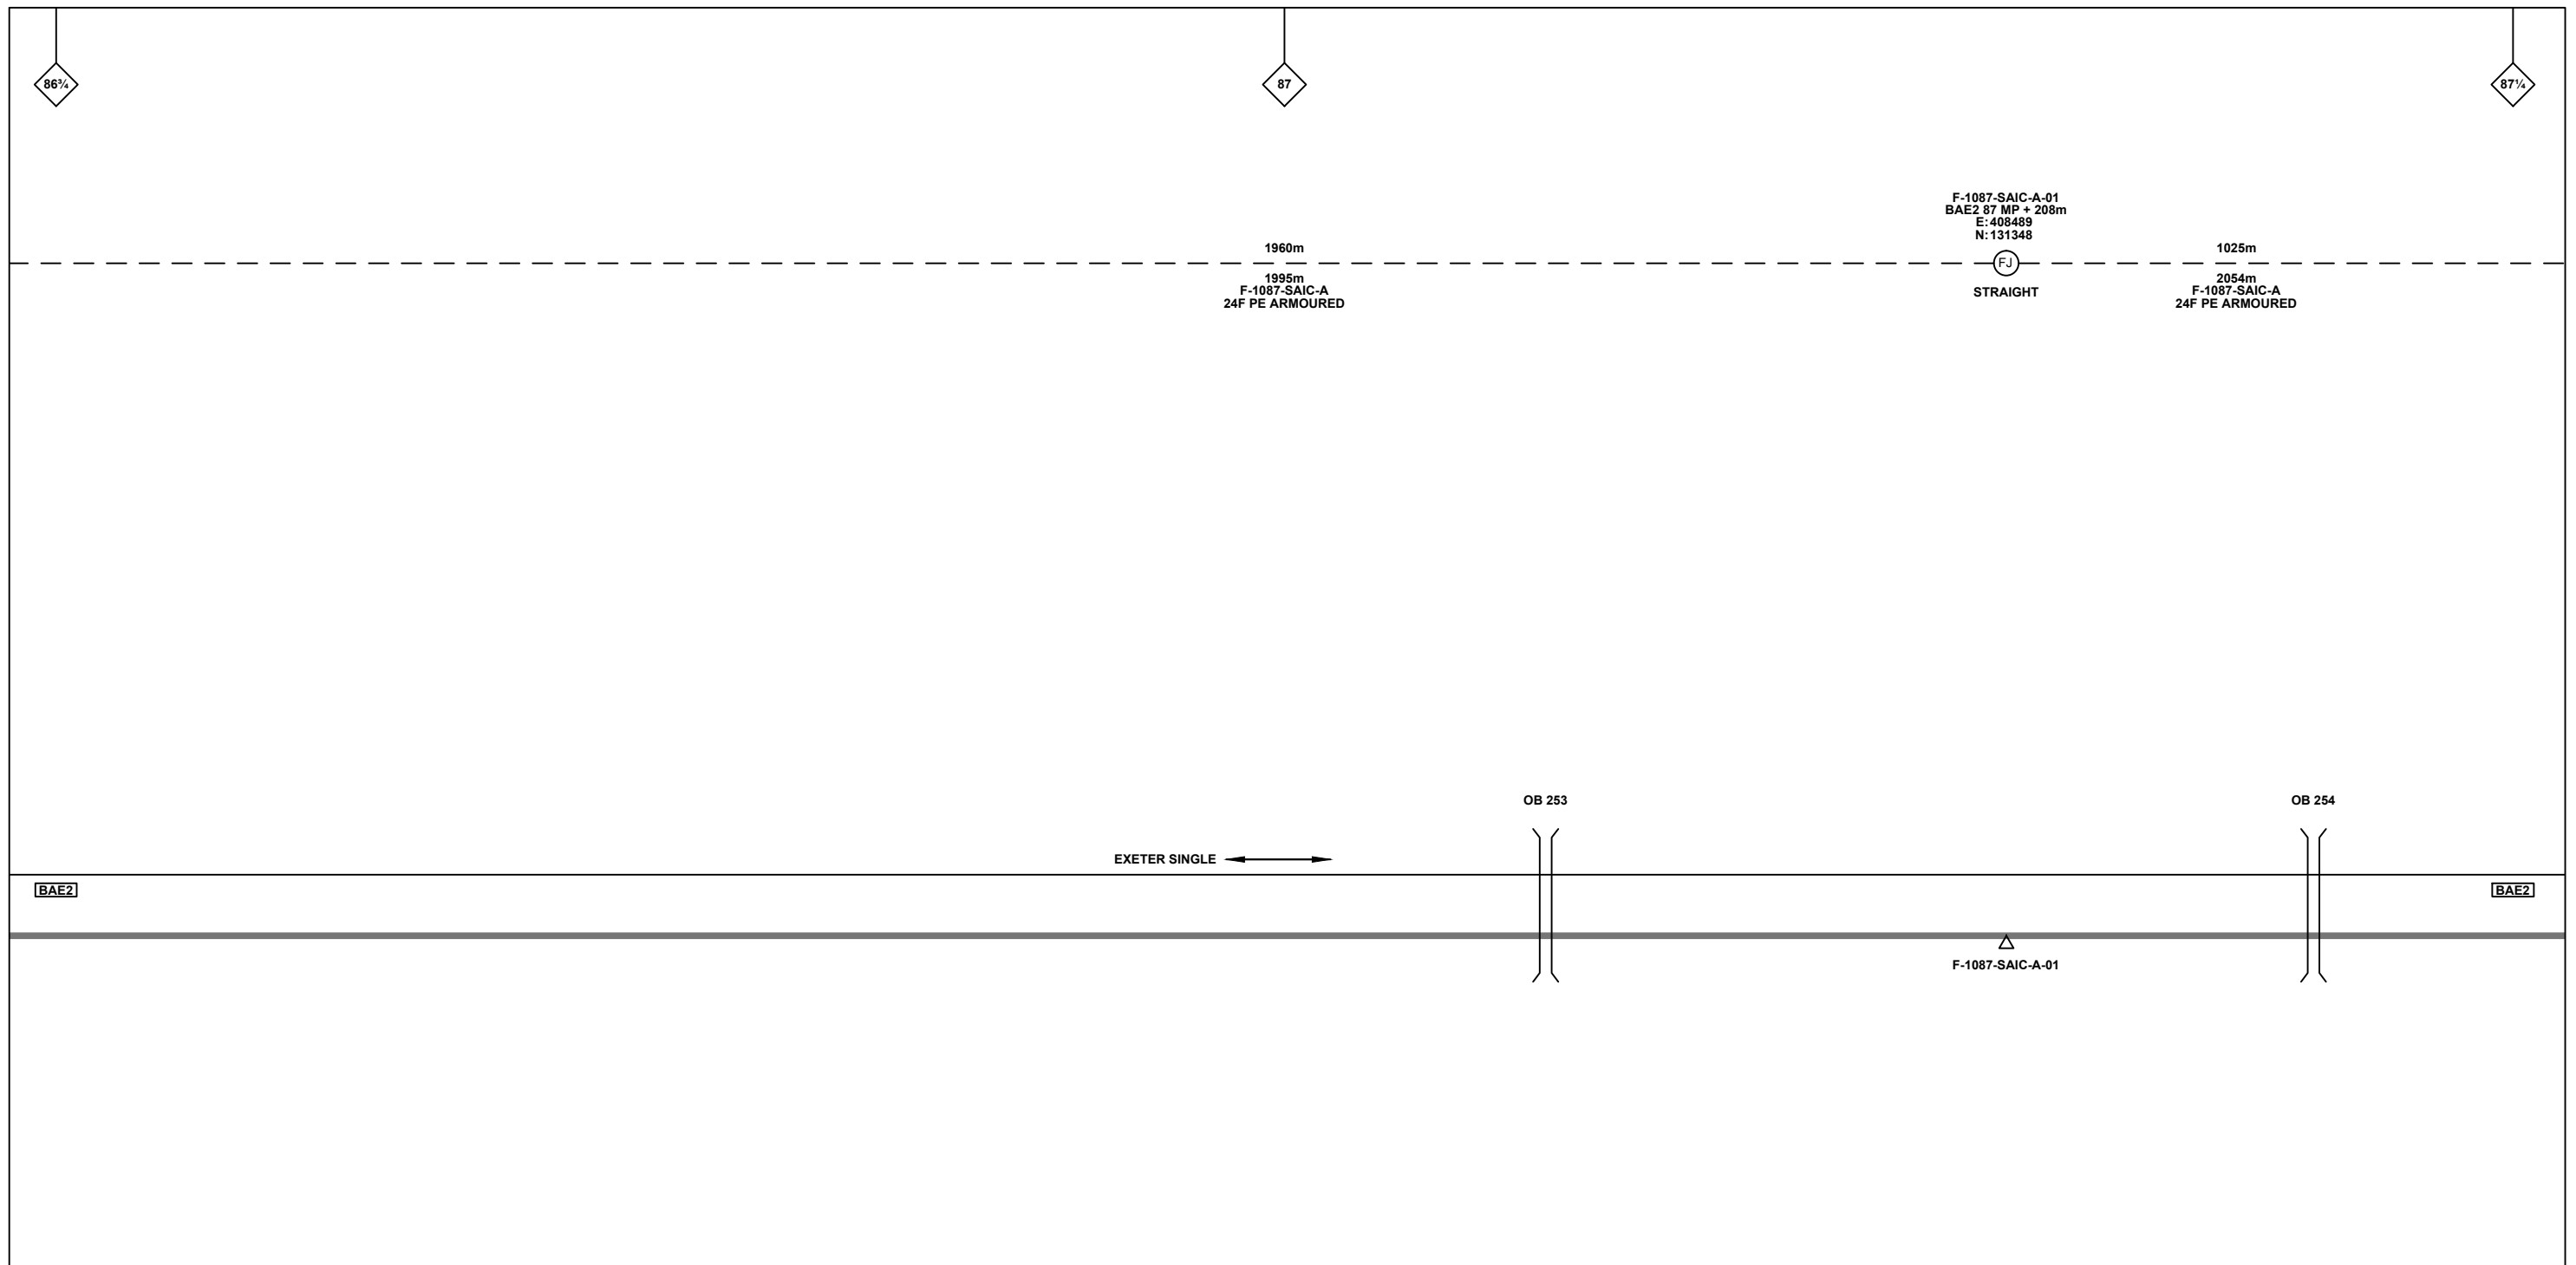 86¾
87
87¼
F-1087-SAIC-A-01
BAE2 87 MP + 208m
E:408489
N:131348
1960m
1025m
FJ
1995m
F-1087-SAIC-A
24F PE ARMOURED
STRAIGHT
2054m
F-1087-SAIC-A
24F PE ARMOURED
OB 253
OB 254
EXETER SINGLE
BAE2
BAE2
F-1087-SAIC-A-01